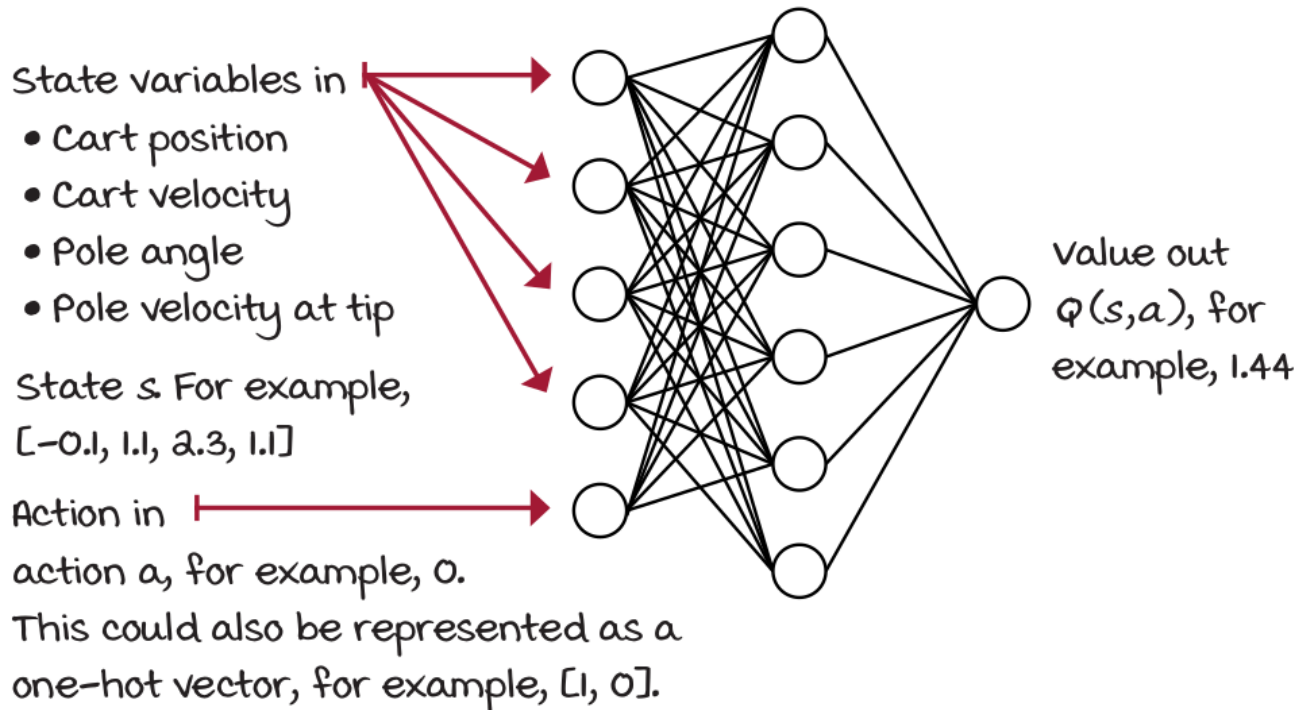 State variables in
• Cart position
• Cart velocity
• Pole angle
• Pole velocity at tip
State s. For example,
[-0.1, 1.1, 2.3, 1.1]
Action in
action a, for example, 0.
This could also be represented as a
one-hot vector, for example, [1, 0].
Value out
Q(s,a), for
example, 1.44